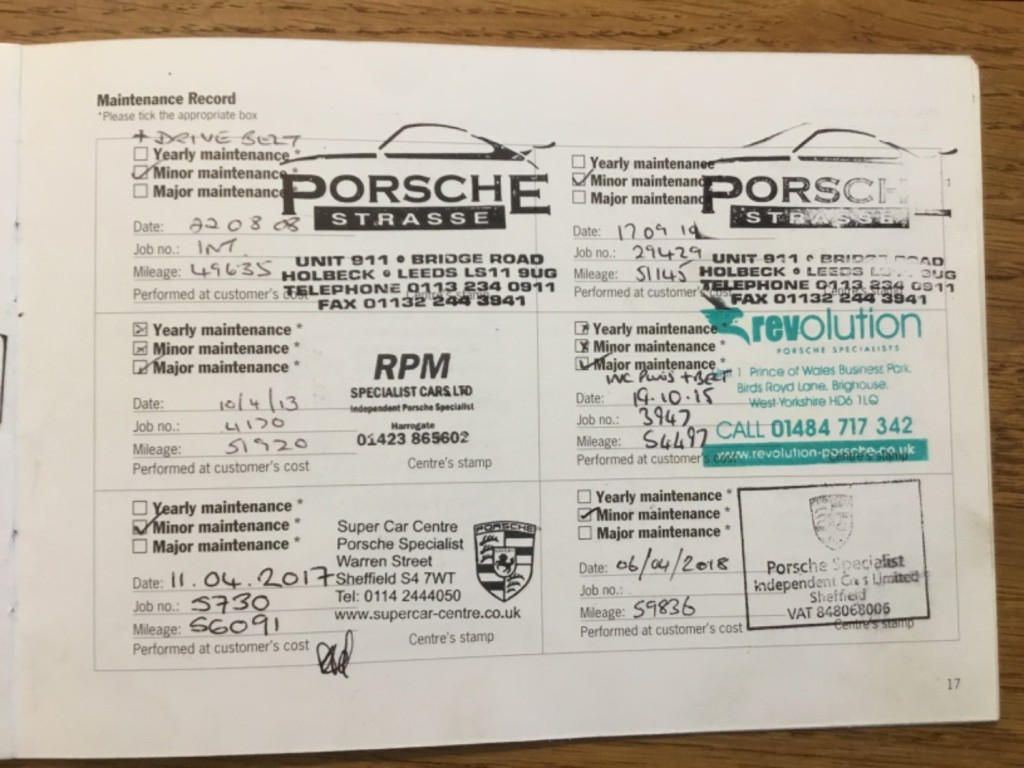 Maintenance Record
*Please tick the appropriate box
+ DRIVE BELT
Yearly maintenance *
Minor maintenance *
Major maintenance *
PORSCHE
STRASSE
Date: 22 08 08
Job no.: INT.
Mileage: 49635
Performed at customer's cost
UNIT 911 • BRIDGE ROAD
HOLBECK • LEEDS LS11 9UG
TELEPHONE 0113 234 0911
FAX 01132 244 3941
Centre's stamp
Yearly maintenance
Minor maintenance
Major maintenance
PORSCH
STRASSE
Date: 17 09
Job no.: 29429
Mileage: 51145
Performed at customer's cost
UNIT 911 • BRIDGE ROAD
HOLBECK • LEEDS LS11 9UG
TELEPHONE 0113 234 0911
FAX 01132 244 3941
Centre's stamp
Yearly maintenance *
Minor maintenance *
Major maintenance *
Date: 10/4/13
Job no.: 4170
Mileage: 51920
Performed at customer's cost
RPM
SPECIALIST CARS LTD
Independent Porsche Specialist
Harrogate
01423 865602
Centre's stamp
Yearly maintenance *
Minor maintenance *
Major maintenance *
INC PLUGS + BELT
Date: 19-10-15
Job no.: 3947
Mileage: 54497
Performed at customer's cost
revolution
PORSCHE SPECIALISTS
1 Prince of Wales Business Park,
Birds Royd Lane, Brighouse,
West Yorkshire HD6 1LQ
CALL 01484 717 342
www.revolution-porsche.co.uk
Centre's stamp
Yearly maintenance *
Minor maintenance *
Major maintenance *
Date: 11.04.2017
Job no.: 5730
Mileage: 56091
Performed at customer's cost
Super Car Centre
Porsche Specialist
Warren Street
Sheffield S4 7WT
Tel: 0114 2444050
www.supercar-centre.co.uk
PORSCHE
Centre's stamp
Yearly maintenance *
Minor maintenance *
Major maintenance *
Date: 06/04/2018
Job no.:
Mileage: 59836
Performed at customer's cost
Porsche Specialist
Independent Limited
Sheffield
VAT 848068006
Centre's stamp
17